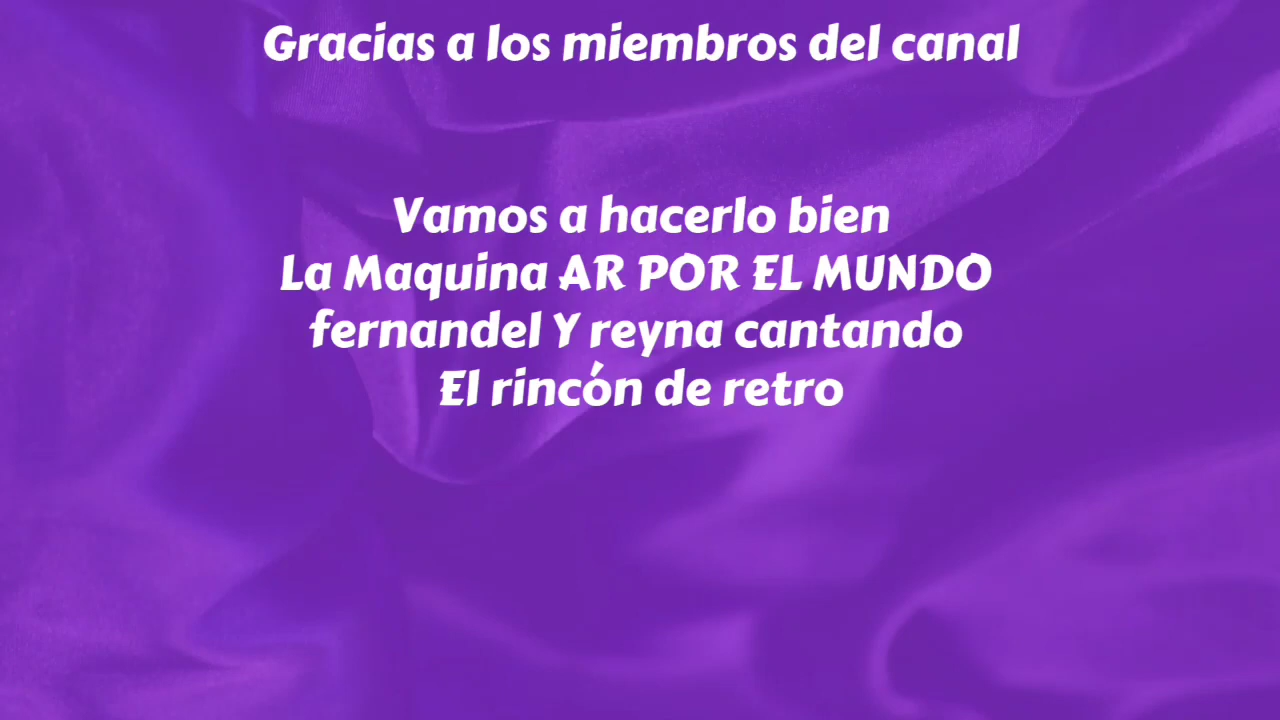 Gracias a los miembros del canal
Vamos a hacerlo bien
La Maquina AR POR EL MUNDO
fernandel Y reyna cantando
El rincón de retro